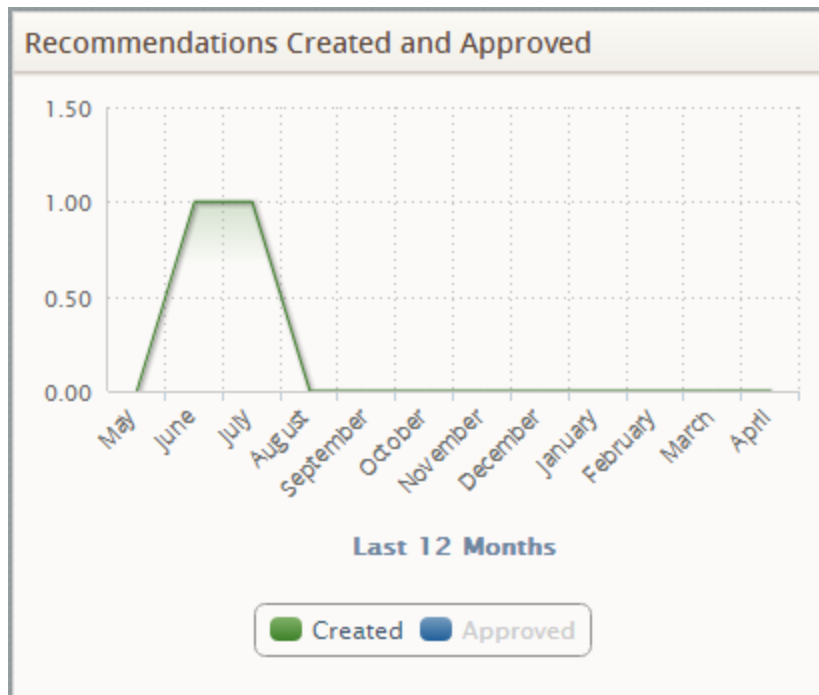 Recommendations Created and Approved
1.50
1.00
0.50
0.00
May June July August September October November December January February March April
Last 12 Months
Created Approved